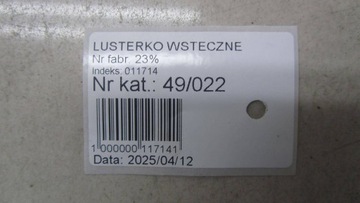 LUSTERKO WSTECZNE
Nr fabr. 23%
Indeks: 011714
Nr kat.: 49/022
1 000000 117141
Data: 2025/04/12